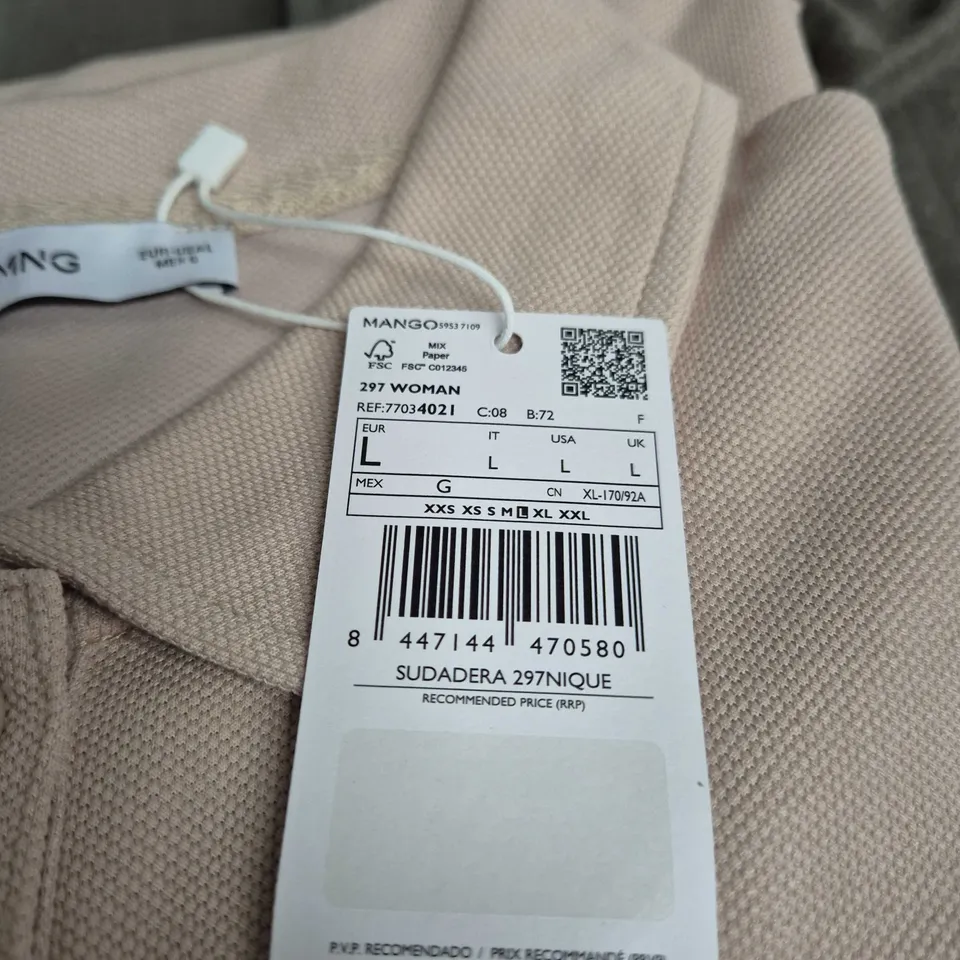 MNG
MANGO 5953 7109
FSC
MIX
Paper
FSC™ C012345
297 WOMAN
REF:77034021 C:08 B:72 F
EUR IT USA UK
L L L L
MEX G CN XL-170/92A
XXS XS S M L XL XXL
8 447144 470580
SUDADERA 297NIQUE
RECOMMENDED PRICE (RRP)
P.V.P. RECOMENDADO / PRIX RECOMMANDÉ